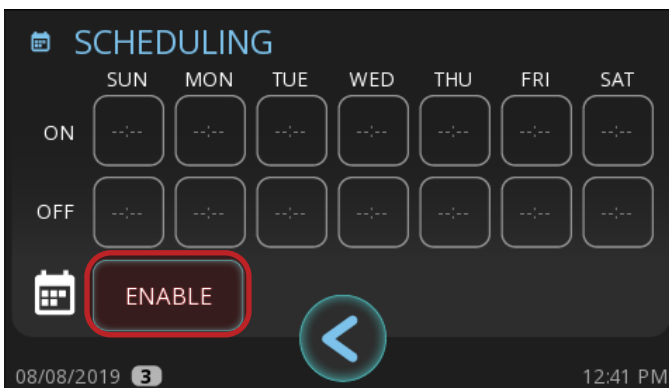 SCHEDULING
SUN MON TUE WED THU FRI SAT
ON --:-- --:-- --:-- --:-- --:-- --:-- --:--
OFF --:-- --:-- --:-- --:-- --:-- --:-- --:--
ENABLE
08/08/2019 3 12:41 PM